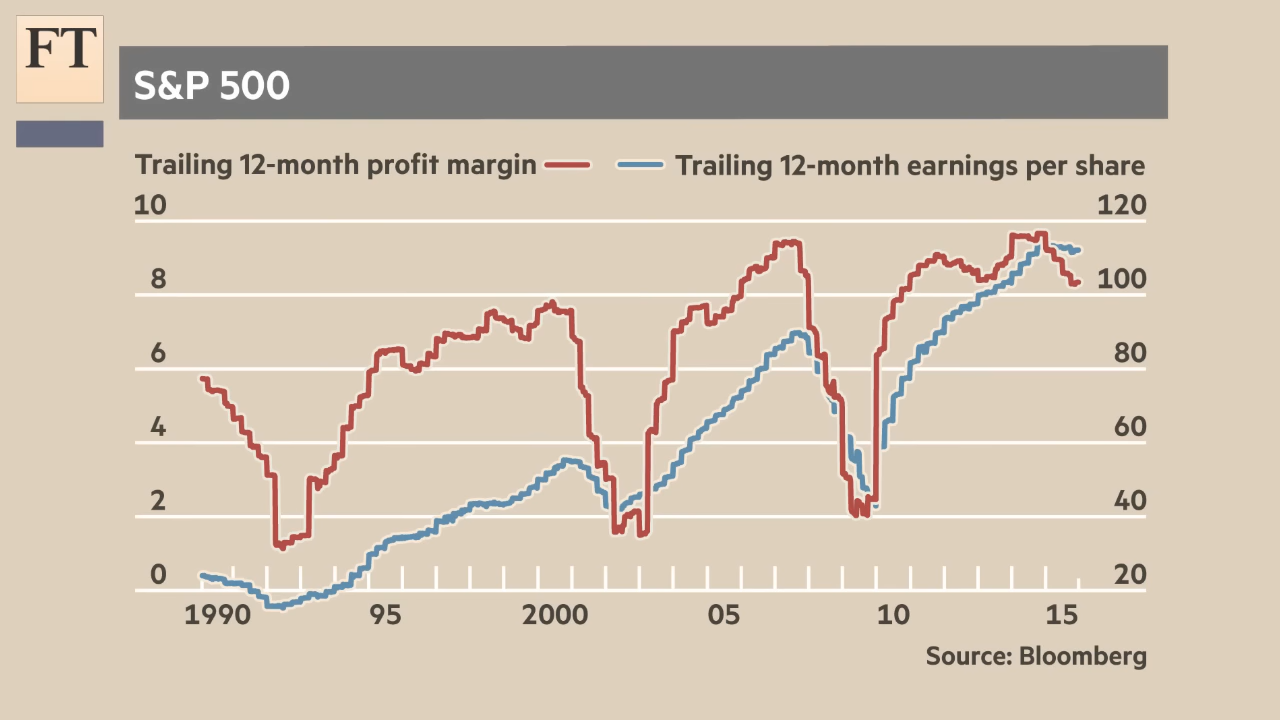 FT
S&P 500
Trailing 12-month profit margin
Trailing 12-month earnings per share
10 120
8 100
6 80
4 60
2 40
0 20
1990 95 2000 05 10 15
Source: Bloomberg